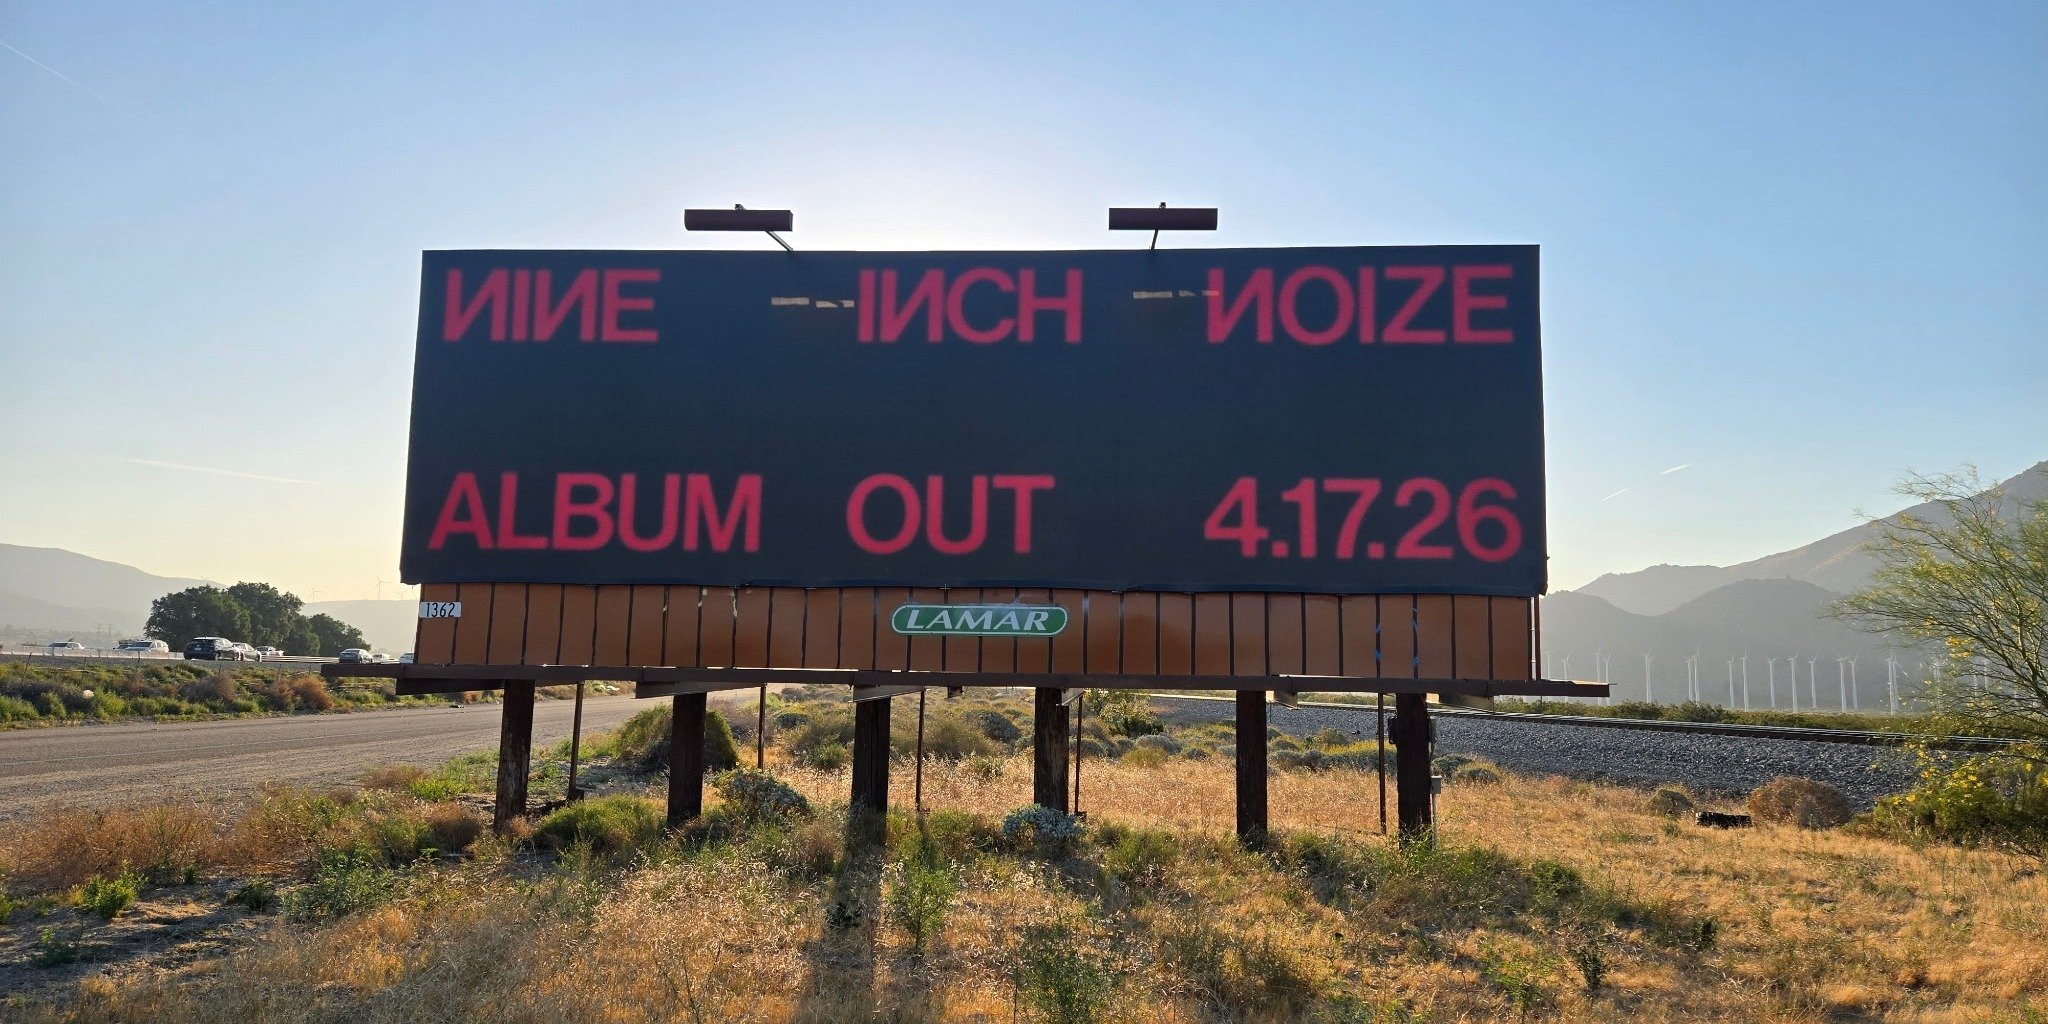 ИIИE IИCH ИOIZE
ALBUM OUT 4.17.26
1362
LAMAR